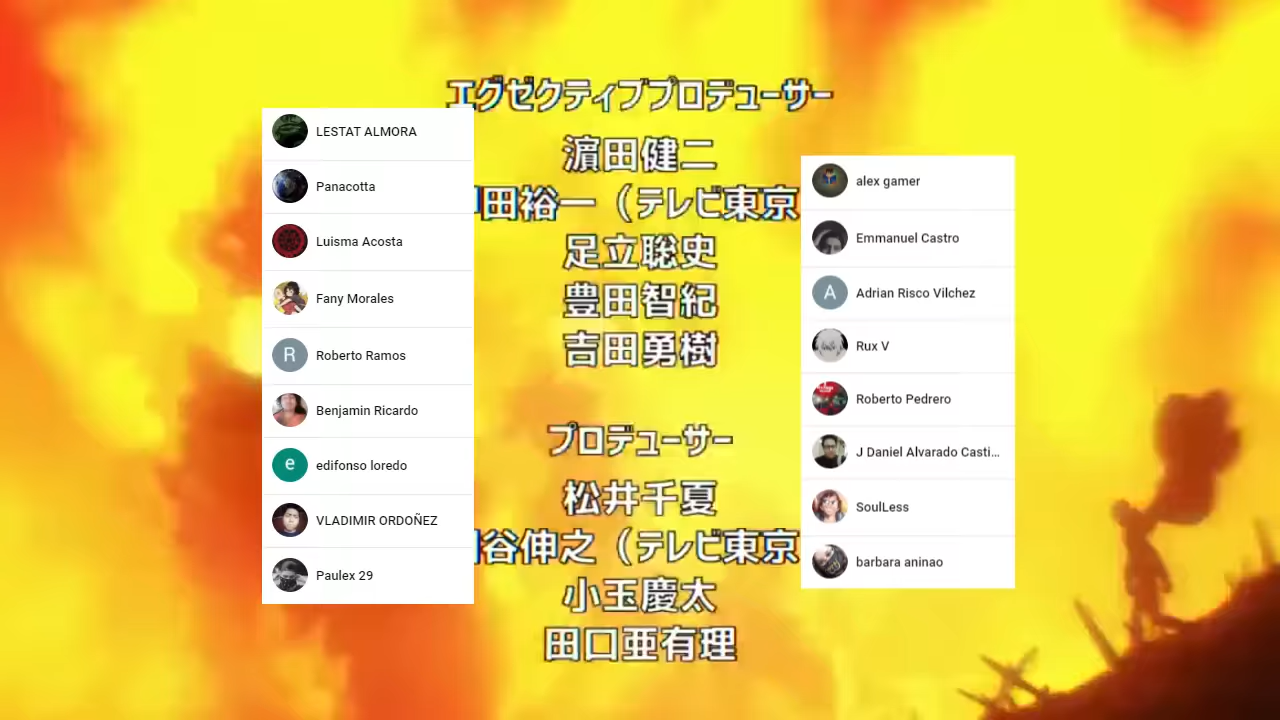 エグゼクティブプロデューサー
濵田健二
田裕一（テレビ東京
足立聡史
豊田智紀
吉田勇樹
プロデューサー
松井千夏
谷伸之（テレビ東京
小玉慶太
田口亜有理
LESTAT ALMORA
Panacotta
Luisma Acosta
Fany Morales
R
Roberto Ramos
Benjamin Ricardo
e
edifonso loredo
VLADIMIR ORDOÑEZ
Paulex 29
alex gamer
Emmanuel Castro
A
Adrian Risco Vilchez
Rux V
Roberto Pedrero
J Daniel Alvarado Casti...
SoulLess
barbara aninao